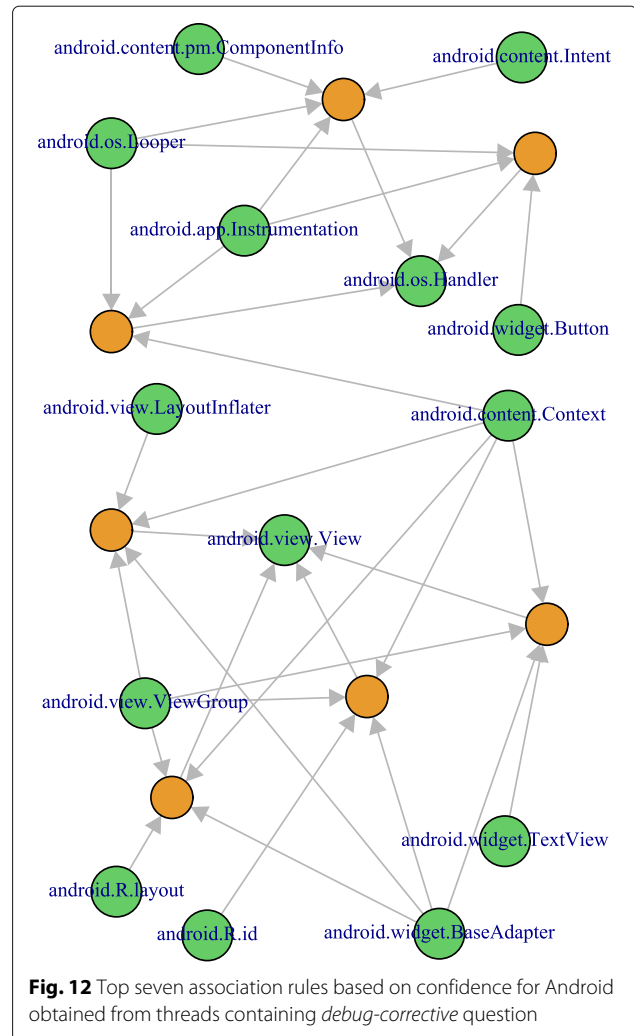 android.content.pm.ComponentInfo
android.content.Intent
android.os.Looper
android.app.Instrumentation
android.os.Handler
android.widget.Button
android.view.LayoutInflater
android.content.Context
android.view.View
android.view.ViewGroup
android.widget.TextView
android.R.layout
android.R.id
android.widget.BaseAdapter
Fig. 12 Top seven association rules based on confidence for Android
obtained from threads containing debug-corrective question